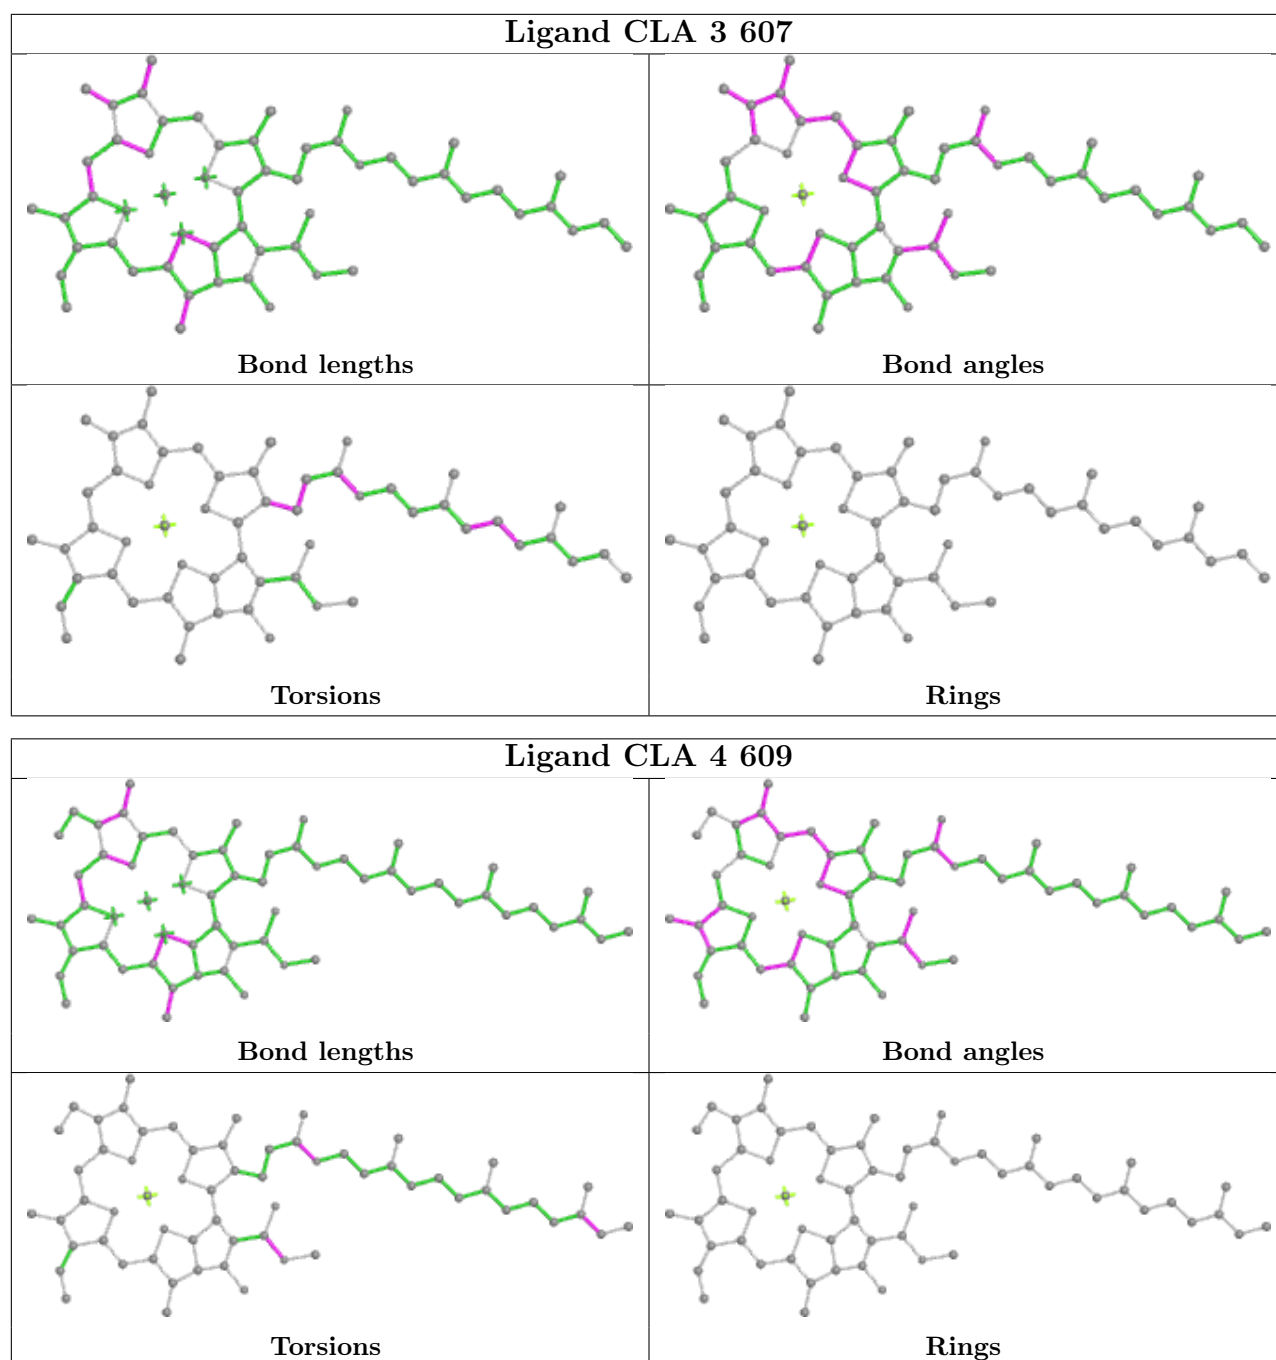 Ligand CLA 3 607
Bond lengths
Bond angles
Torsions
Rings
Ligand CLA 4 609
Bond lengths
Bond angles
Torsions
Rings